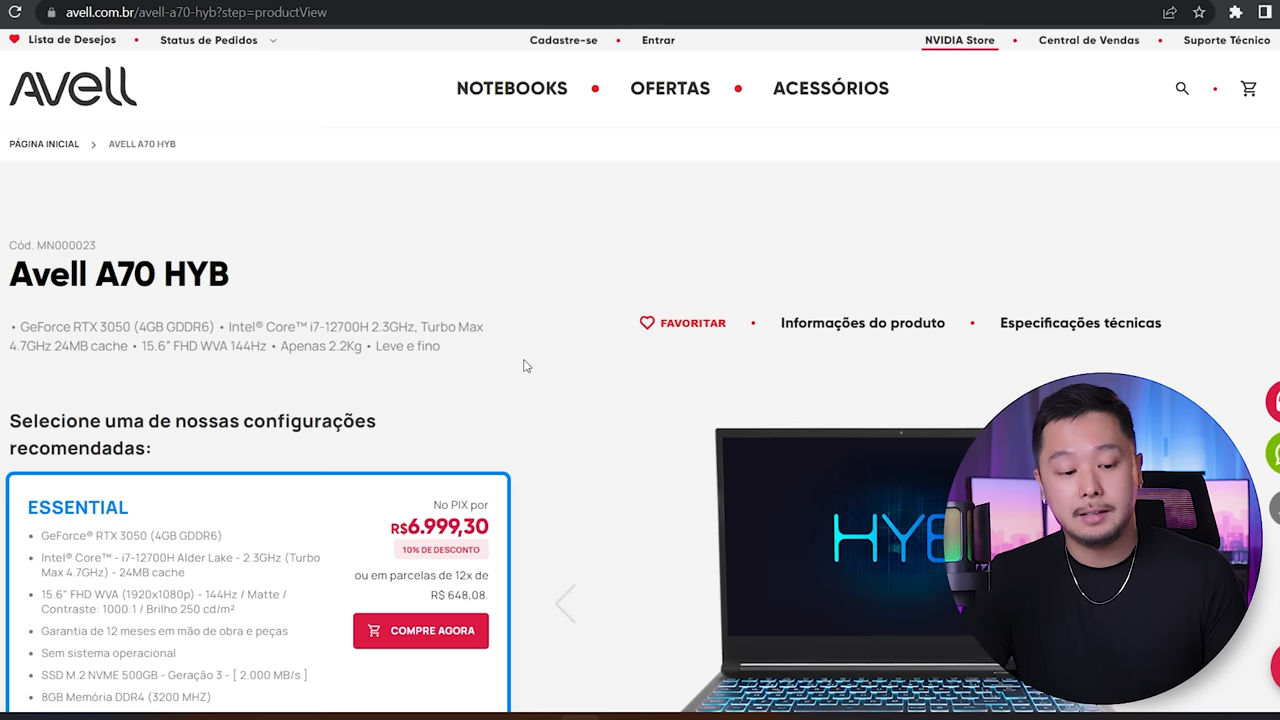 avell.com.br/avell-a70-hyb?step=productView
Lista de Desejos • Status de Pedidos
Cadastre-se • Entrar
NVIDIA Store • Central de Vendas • Suporte Técnico
Avell
NOTEBOOKS • OFERTAS • ACESSÓRIOS
PÁGINA INICIAL > AVELL A70 HYB
Cód. MN000023
Avell A70 HYB
• GeForce RTX 3050 (4GB GDDR6) • Intel® Core™ i7-12700H 2.3GHz, Turbo Max
4.7GHz 24MB cache • 15.6” FHD WVA 144Hz • Apenas 2.2Kg • Leve e fino
FAVORITAR • Informações do produto • Especificações técnicas
Selecione uma de nossas configurações
recomendadas:
ESSENTIAL
• GeForce® RTX 3050 (4GB GDDR6)
• Intel® Core™ - i7-12700H Alder Lake - 2.3GHz (Turbo
Max 4.7GHz) - 24MB cache
• 15.6" FHD WVA (1920x1080p) - 144Hz / Matte /
Contraste: 1000:1 / Brilho 250 cd/m²
• Garantia de 12 meses em mão de obra e peças
• Sem sistema operacional
• SSD M.2 NVME 500GB - Geração 3 - [ 2.000 MB/s ]
• 8GB Memória DDR4 (3200 MHZ)
No PIX por
R$6.999,30
10% DE DESCONTO
ou em parcelas de 12x de
R$ 648,08.
COMPRE AGORA
HYB